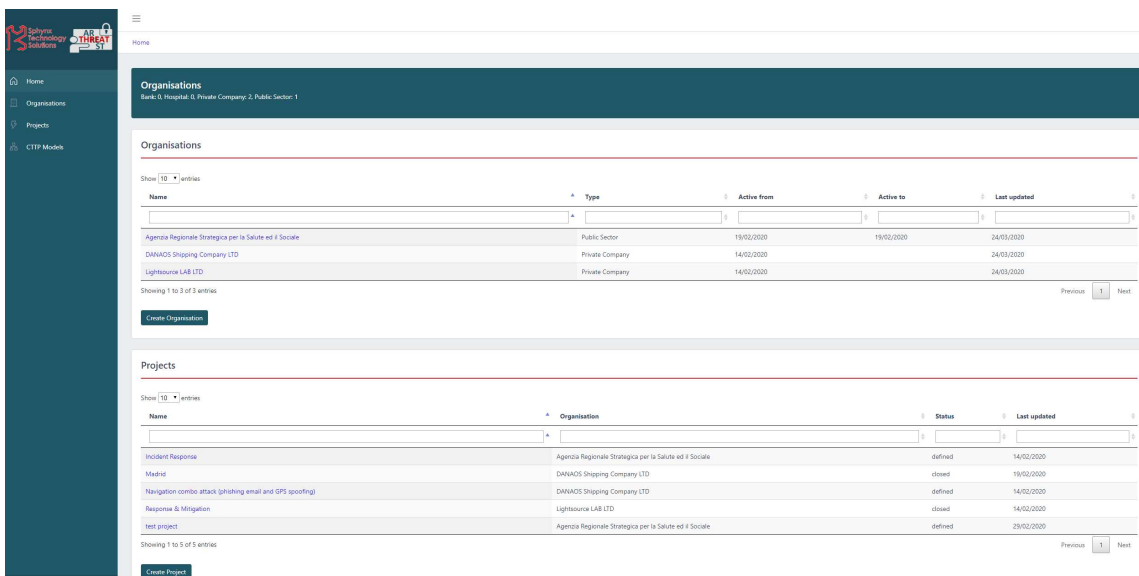 Sphynx
Technology
Solutions
AR
THREAT
ST
Home
Organisations
Projects
CTTP Models
Home
Organisations
Bank: 0, Hospital: 0, Private Company: 2, Public Sector: 1
Organisations
Show 10 entries
Name Type Active from Active to Last updated
Agenzia Regionale Strategica per la Salute ed il Sociale Public Sector 19/02/2020 19/02/2020 24/03/2020
DANAOS Shipping Company LTD Private Company 14/02/2020 24/03/2020
Lightsource LAB LTD Private Company 14/02/2020 24/03/2020
Showing 1 to 3 of 3 entries Previous 1 Next
Create Organisation
Projects
Show 10 entries
Name Organisation Status Last updated
Incident Response Agenzia Regionale Strategica per la Salute ed il Sociale defined 14/02/2020
Madrid DANAOS Shipping Company LTD closed 19/02/2020
Navigation combo attack (phishing email and GPS spoofing) DANAOS Shipping Company LTD defined 14/02/2020
Response & Mitigation Lightsource LAB LTD closed 14/02/2020
test project Agenzia Regionale Strategica per la Salute ed il Sociale defined 29/02/2020
Showing 1 to 5 of 5 entries Previous 1 Next
Create Project